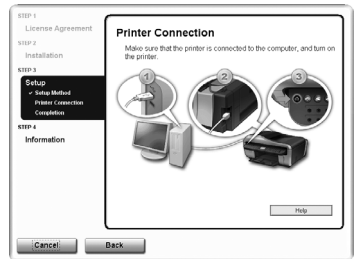 STEP 1
License Agreement
STEP 2
Installation
STEP 3
Setup
✓ Setup Method
Printer Connection
Completion
STEP 4
Information
Printer Connection
Make sure that the printer is connected to the computer, and turn on
the printer.
1 2 3
Help
Cancel Back